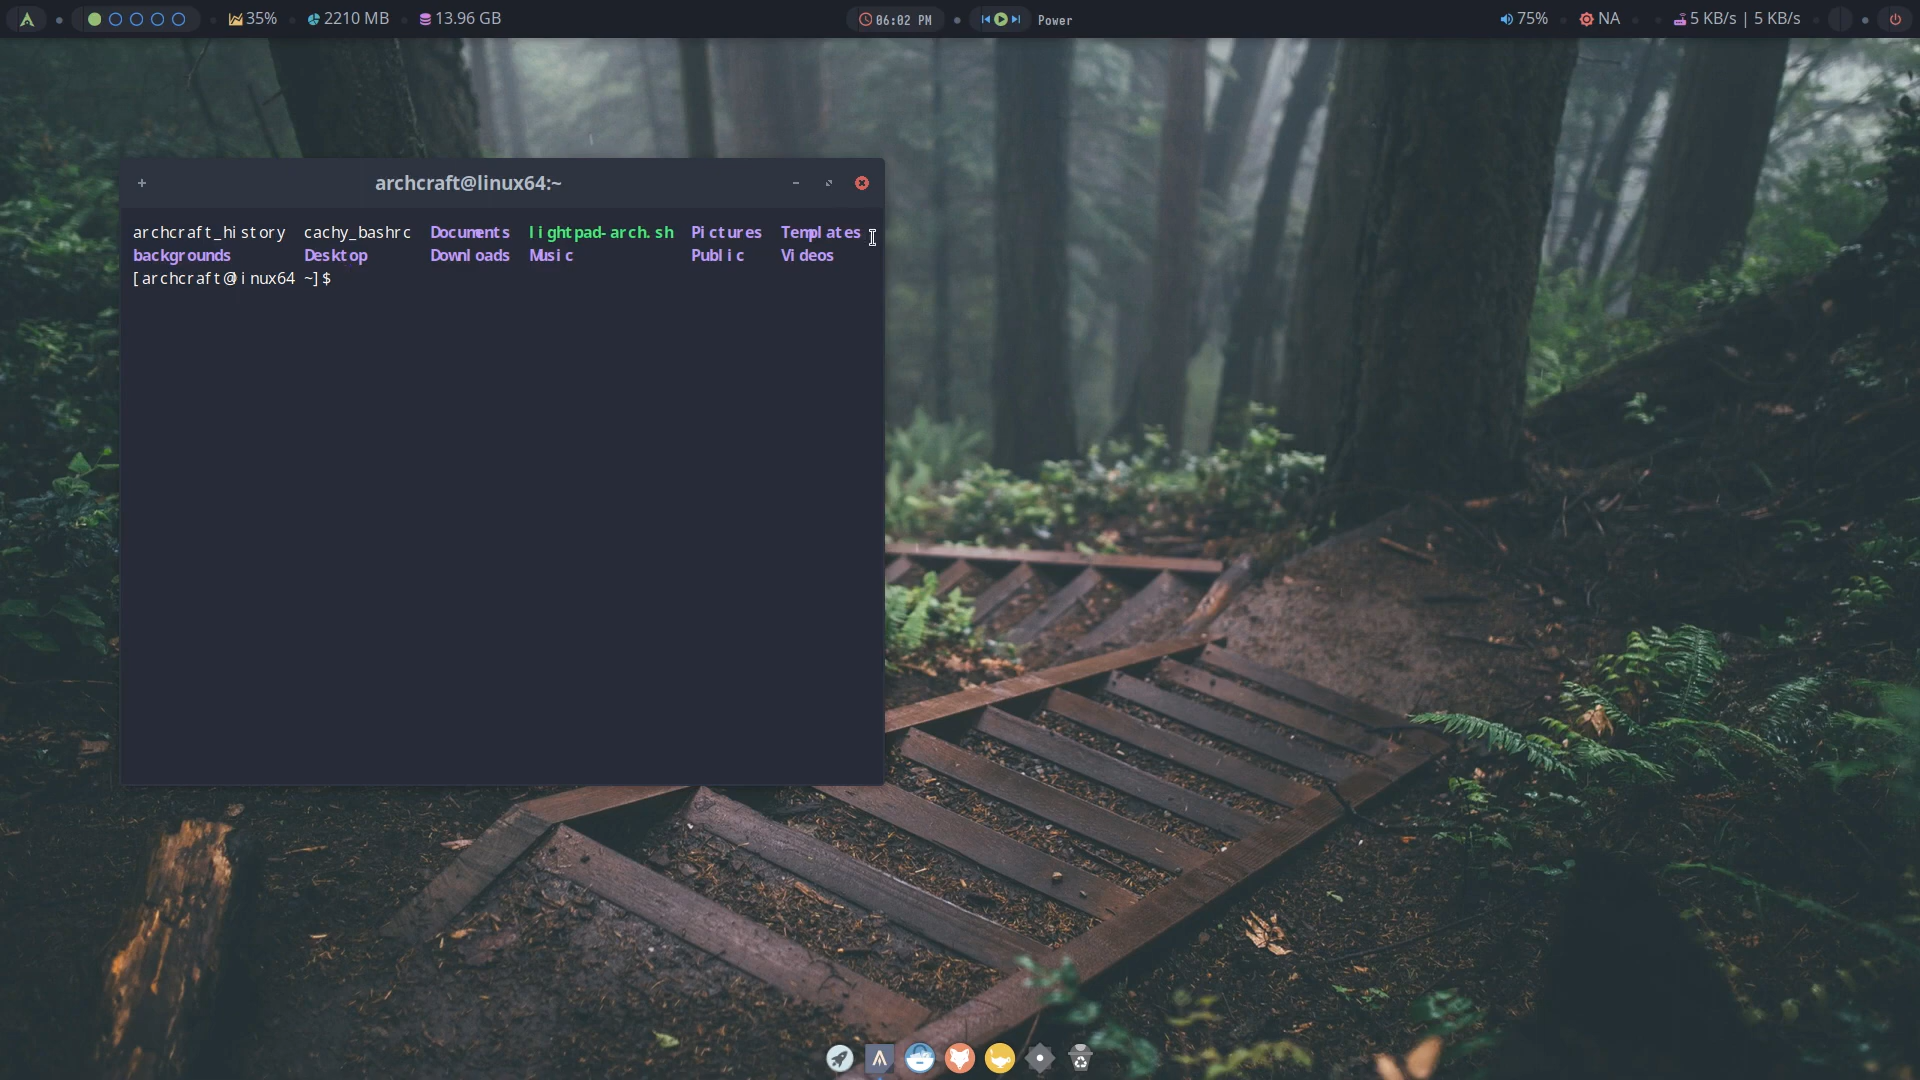 35% 2210 MB 13.96 GB 06:02 PM Power 75% NA 5 KB/s | 5 KB/s
archcraft@linux64:~
archcraft_history cachy_bashrc Documents lightpad-arch.sh Pictures Templates
backgrounds Desktop Downloads Music Public Videos
[archcraft@linux64 ~]$